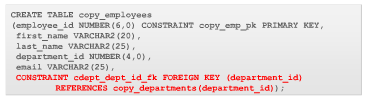 CREATE TABLE copy_employees
(employee_id NUMBER(6,0) CONSTRAINT copy_emp_pk PRIMARY KEY,
first_name VARCHAR2(20),
last_name VARCHAR2(25),
department_id NUMBER(4,0),
email VARCHAR2(25),
CONSTRAINT cdept_dept_id_fk FOREIGN KEY (department_id)
REFERENCES copy_departments(department_id));